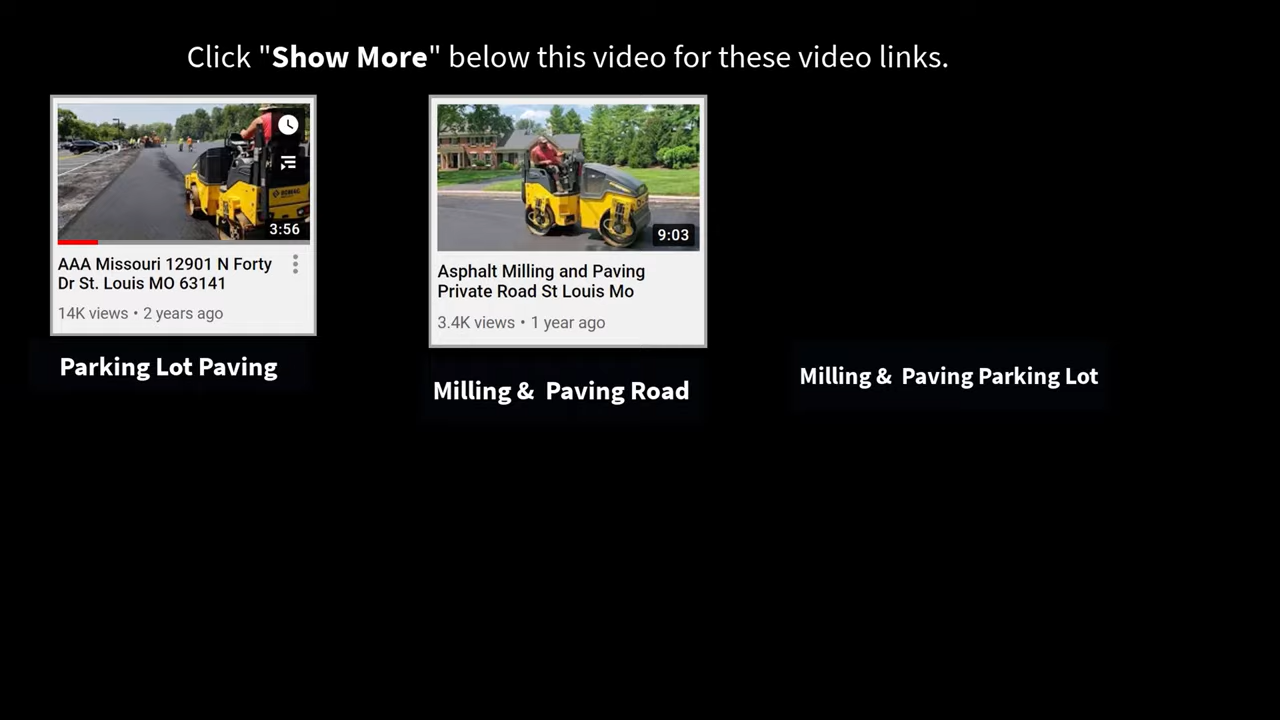 Click "Show More" below this video for these video links.
3:56
AAA Missouri 12901 N Forty
Dr St. Louis MO 63141
14K views • 2 years ago
Parking Lot Paving
9:03
Asphalt Milling and Paving
Private Road St Louis Mo
3.4K views • 1 year ago
Milling & Paving Road
Milling & Paving Parking Lot